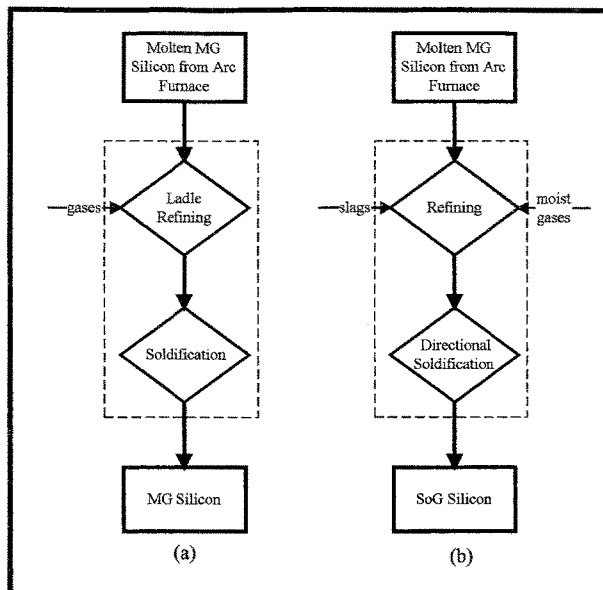 Molten MG
Silicon from Arc
Furnace
gases
Ladle
Refining
Soldification
MG Silicon
(a)
Molten MG
Silicon from Arc
Furnace
slags
Refining
moist
gases
Directional
Soldification
SoG Silicon
(b)